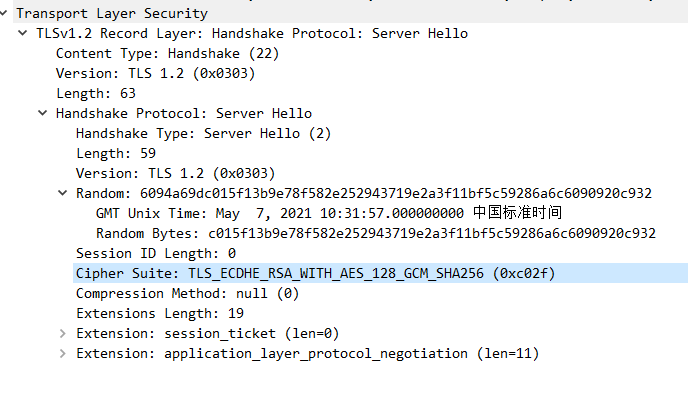 Transport Layer Security
TLSv1.2 Record Layer: Handshake Protocol: Server Hello
Content Type: Handshake (22)
Version: TLS 1.2 (0x0303)
Length: 63
Handshake Protocol: Server Hello
Handshake Type: Server Hello (2)
Length: 59
Version: TLS 1.2 (0x0303)
Random: 6094a69dc015f13b9e78f582e252943719e2a3f11bf5c59286a6c6090920c932
GMT Unix Time: May  7, 2021 10:31:57.000000000 中国标准时间
Random Bytes: c015f13b9e78f582e252943719e2a3f11bf5c59286a6c6090920c932
Session ID Length: 0
Cipher Suite: TLS_ECDHE_RSA_WITH_AES_128_GCM_SHA256 (0xc02f)
Compression Method: null (0)
Extensions Length: 19
Extension: session_ticket (len=0)
Extension: application_layer_protocol_negotiation (len=11)